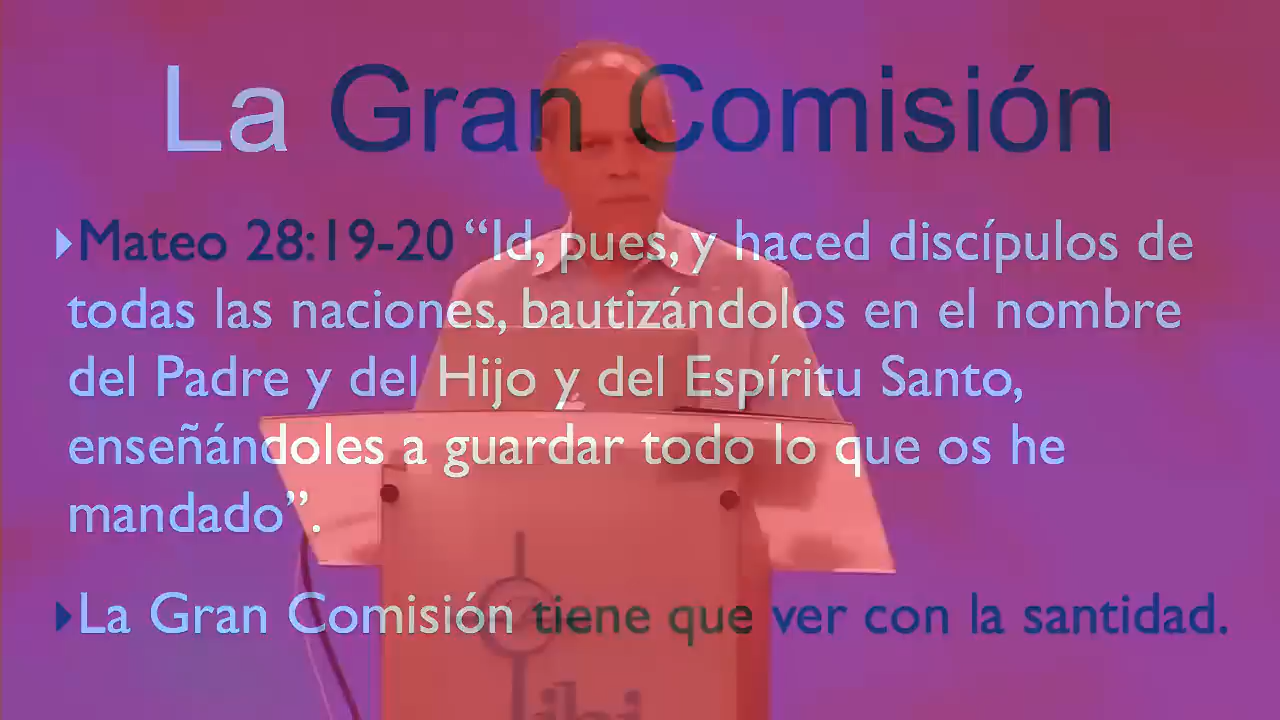 La Gran Comisión
Mateo 28:19-20 “Id, pues, y haced discípulos de
todas las naciones, bautizándolos en el nombre
del Padre y del Hijo y del Espíritu Santo,
enseñándoles a guardar todo lo que os he
mandado”.
La Gran Comisión tiene que ver con la santidad.